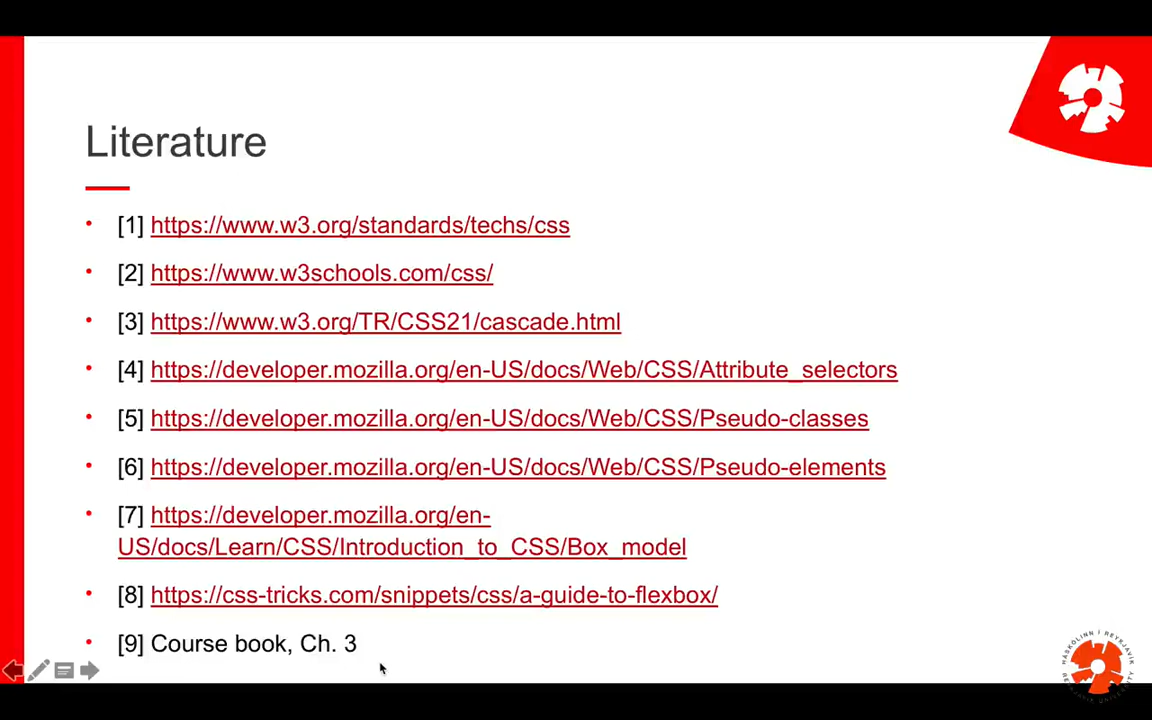 Literature
• [1] https://www.w3.org/standards/techs/css
• [2] https://www.w3schools.com/css/
• [3] https://www.w3.org/TR/CSS21/cascade.html
• [4] https://developer.mozilla.org/en-US/docs/Web/CSS/Attribute_selectors
• [5] https://developer.mozilla.org/en-US/docs/Web/CSS/Pseudo-classes
• [6] https://developer.mozilla.org/en-US/docs/Web/CSS/Pseudo-elements
• [7] https://developer.mozilla.org/en-
US/docs/Learn/CSS/Introduction_to_CSS/Box_model
• [8] https://css-tricks.com/snippets/css/a-guide-to-flexbox/
• [9] Course book, Ch. 3
HÁSKÓLINN Í REYKJAVÍK
REYKJAVIK UNIVERSITY